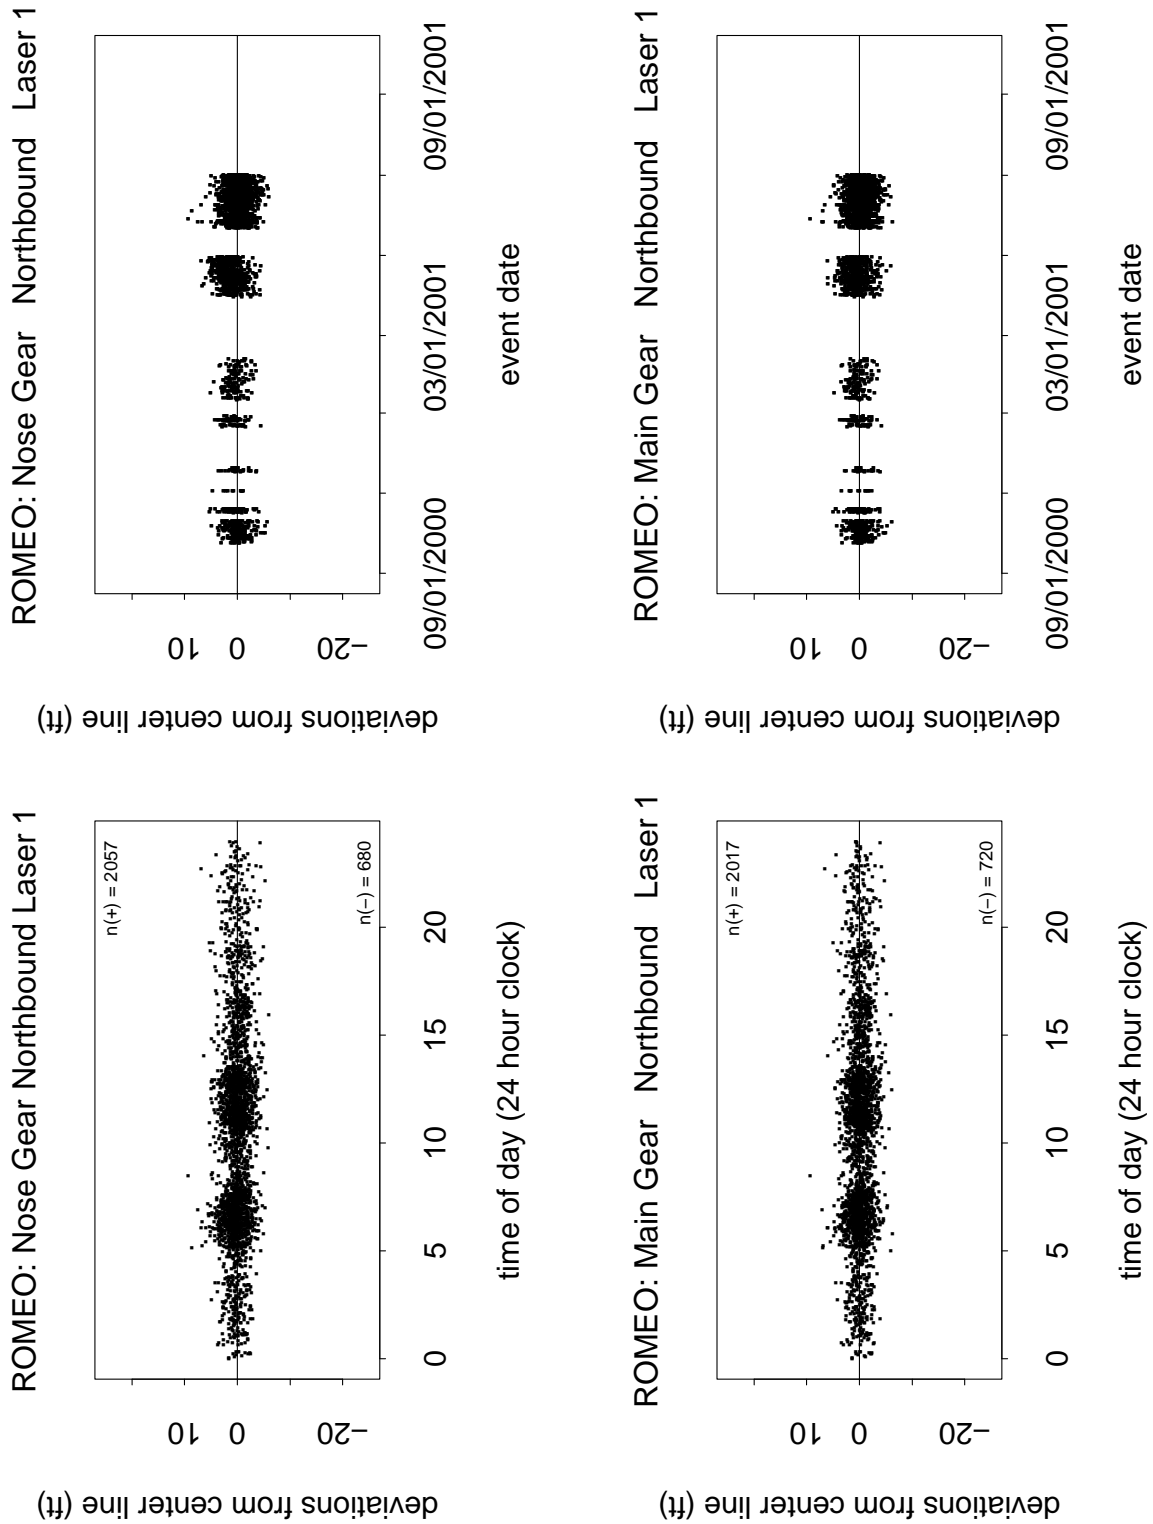 ROMEO: Nose Gear Northbound Laser 1
n(+) = 2057
n(−) = 680
10
0
−20
0
5
10
15
20
deviations from center line (ft)
time of day (24 hour clock)
ROMEO: Nose Gear Northbound Laser 1
10
0
−20
09/01/2000
03/01/2001
09/01/2001
deviations from center line (ft)
event date
ROMEO: Main Gear Northbound Laser 1
n(+) = 2017
n(−) = 720
10
0
−20
0
5
10
15
20
deviations from center line (ft)
time of day (24 hour clock)
ROMEO: Main Gear Northbound Laser 1
10
0
−20
09/01/2000
03/01/2001
09/01/2001
deviations from center line (ft)
event date